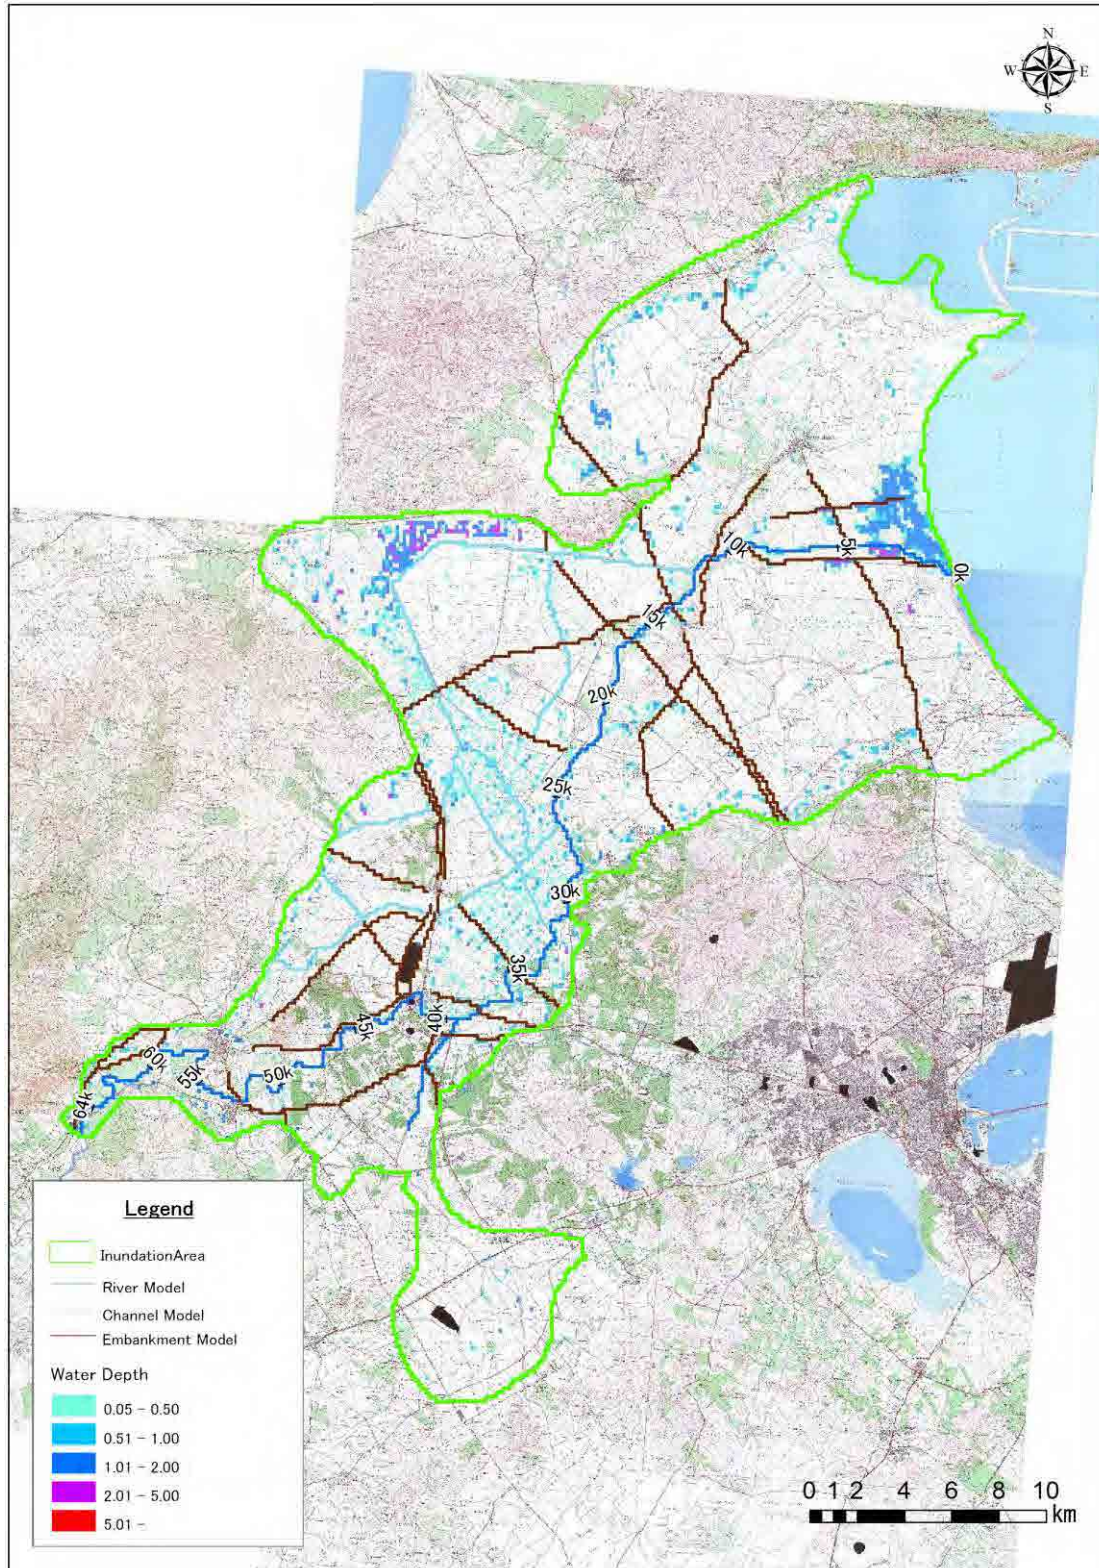 N
W E
S
0k
5k
10k
15k
20k
25k
30k
35k
40k
45k
50k
55k
60k
64k
Legend
InundationArea
River Model
Channel Model
Embankment Model
Water Depth
0.05 - 0.50
0.51 - 1.00
1.01 - 2.00
2.01 - 5.00
5.01 -
0 1 2 4 6 8 10
km